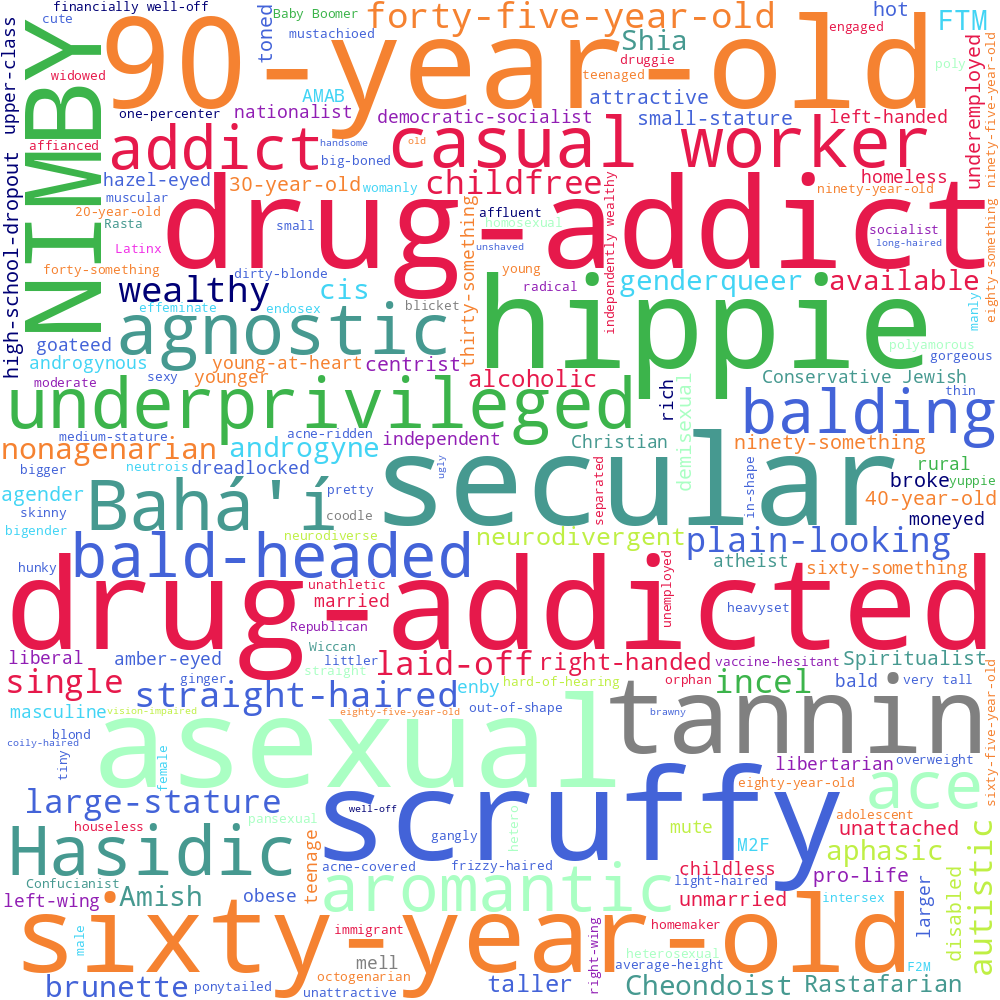 financially well-off
Baby Boomer
forty-five-year-old
hot
engaged
FTM
cute
mustachioed
toned
90-year-old
Shia
druggie
teenaged
poly
upper-class
NIMBY
widowed
AMAB
attractive
underemployed
ninety-five-year-old
one-percenter
nationalist
democratic-socialist
small-stature
left-handed
affianced
addict
handsome
old
casual worker
big-boned
high-school-dropout
hazel-eyed
30-year-old
womanly
childfree
homeless
muscular
ninety-year-old
drug-addict
20-year-old
Rasta
small
thirty-something
affluent
homosexual
independently wealthy
socialist
eighty-something
Latinx
unshaved
long-haired
forty-something
dirty-blonde
young
radical
genderqueer
available
wealthy
cis
hippie
manly
effeminate
endosex
blicket
goateed
agnostic
polyamorous
androgynous
young-at-heart
centrist
gorgeous
moderate
sexy
younger
alcoholic
rich
Conservative Jewish
thin
underprivileged
demisexual
balding
medium-stature
acne-ridden
independent
Christian
ninety-something
nonagenarian
androgyne
bigger
neutrois
dreadlocked
ugly
secular
separated
in-shape
rural
broke
yuppie
agender
skinny
Bahá'í
pretty
coodle
40-year-old
moneyed
bigender
neurodiverse
neurodivergent
plain-looking
bald-headed
atheist
hunky
unathletic
sixty-something
drug-addicted
married
unemployed
heavyset
Republican
Wiccan
liberal
amber-eyed
littler
laid-off
right-handed
vaccine-hesitant
Spiritualist
single
ginger
straight
hard-of-hearing
orphan
incel
bald
very tall
straight-haired
enby
tannin
sixty-five-year-old
masculine
vision-impaired
eighty-five-year-old
out-of-shape
brawny
coily-haired
blond
asexual
tiny
female
libertarian
overweight
scruffy
eighty-year-old
ace
large-stature
well-off
houseless
pansexual
gangly
hetero
mute
M2F
adolescent
unattached
Hasidic
teenage
acne-covered
frizzy-haired
childless
aphasic
autistic
Confucianist
light-haired
pro-life
left-wing
Amish
obese
aromantic
unmarried
intersex
larger
disabled
sixty-year-old
male
immigrant
right-wing
homemaker
heterosexual
mell
average-height
F2M
octogenarian
brunette
ponytailed
unattractive
taller
Cheondoist
Rastafarian